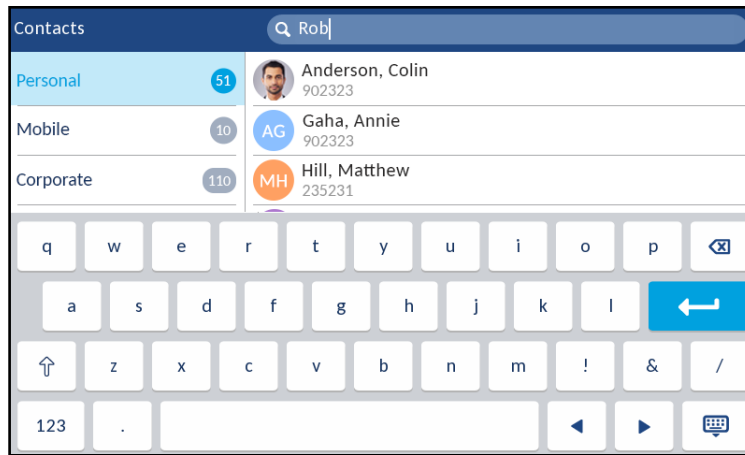 Contacts
Rob
Personal 51
Mobile 10
Corporate 110
Anderson, Colin
902323
AG
Gaha, Annie
902323
MH
Hill, Matthew
235231
q w e r t y u i o p
a s d f g h j k l
z x c v b n m ! & /
123 .